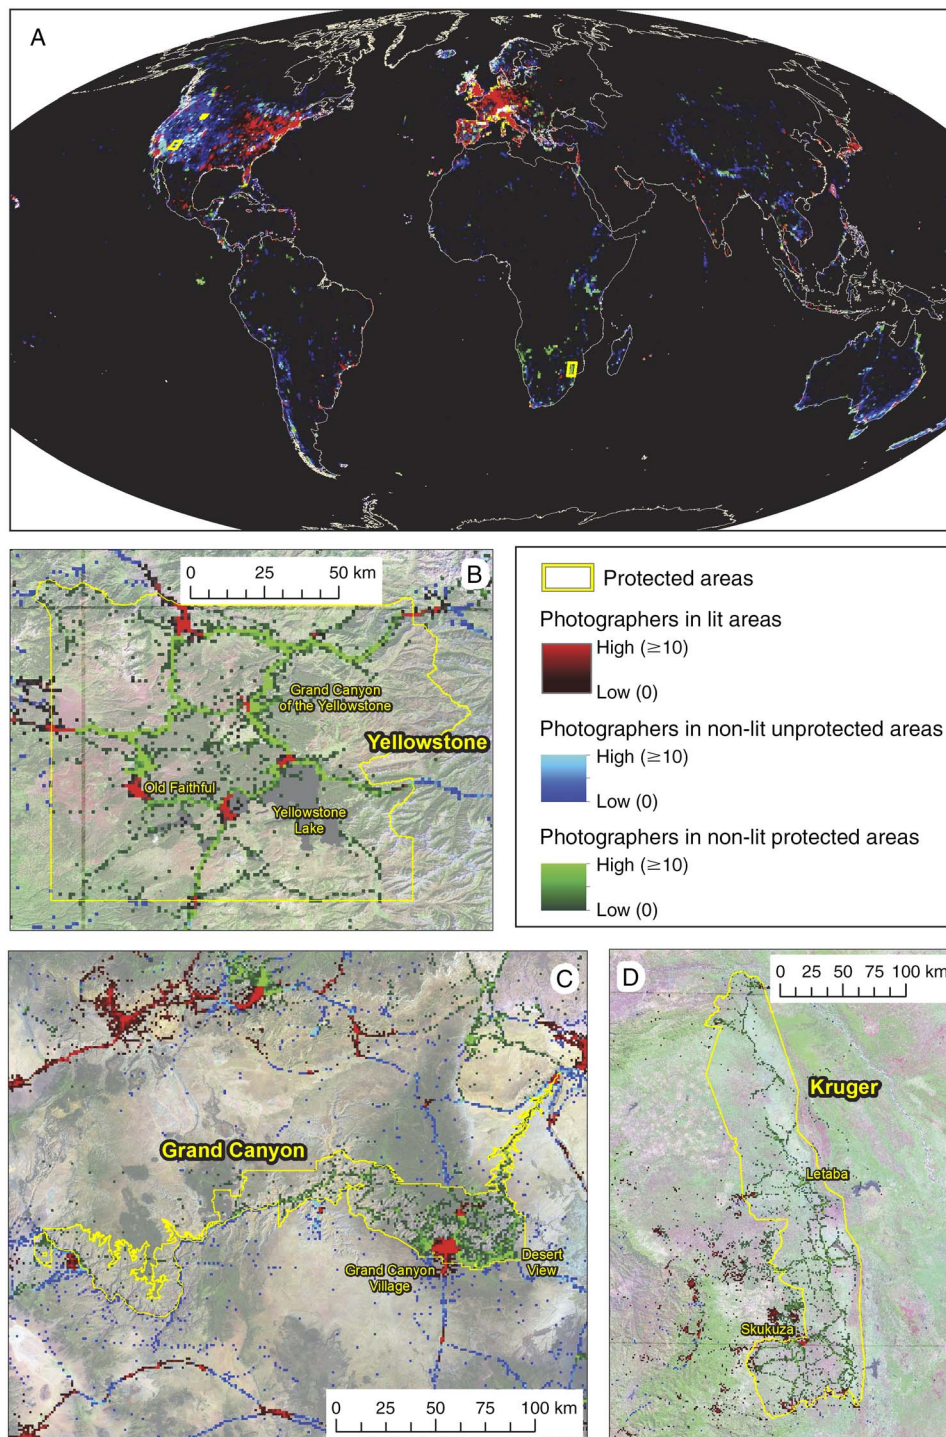 A
B
0 25 50 km
Grand Canyon
of the Yellowstone
Yellowstone
Old Faithful
Yellowstone
Lake
Protected areas
Photographers in lit areas
High (≥10)
Low (0)
Photographers in non-lit unprotected areas
High (≥10)
Low (0)
Photographers in non-lit protected areas
High (≥10)
Low (0)
C
Grand Canyon
Grand Canyon
Village
Desert
View
0 25 50 75 100 km
D
0 25 50 75 100 km
Kruger
Letaba
Skukuza